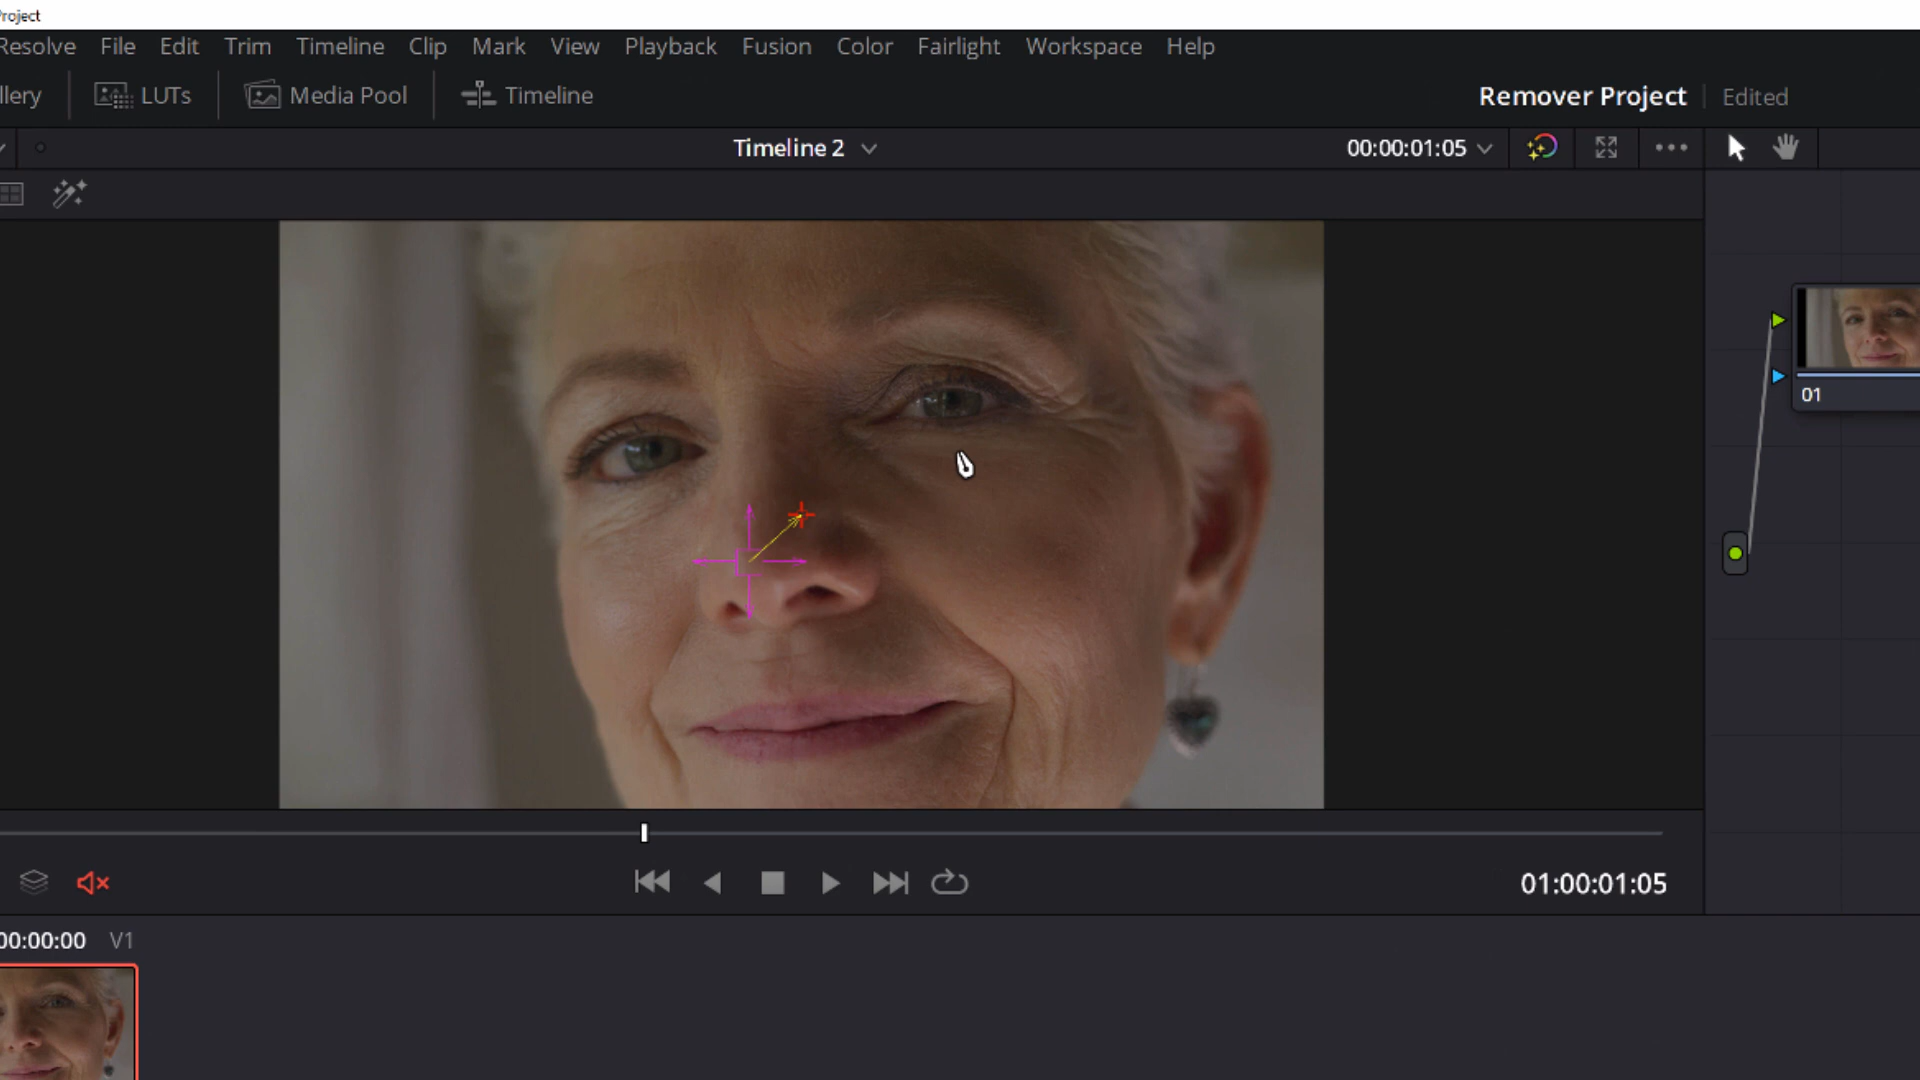 Project
Resolve File Edit Trim Timeline Clip Mark View Playback Fusion Color Fairlight Workspace Help
llery LUTs Media Pool Timeline Remover Project Edited
Timeline 2 00:00:01:05
01
01:00:01:05
00:00:00 V1